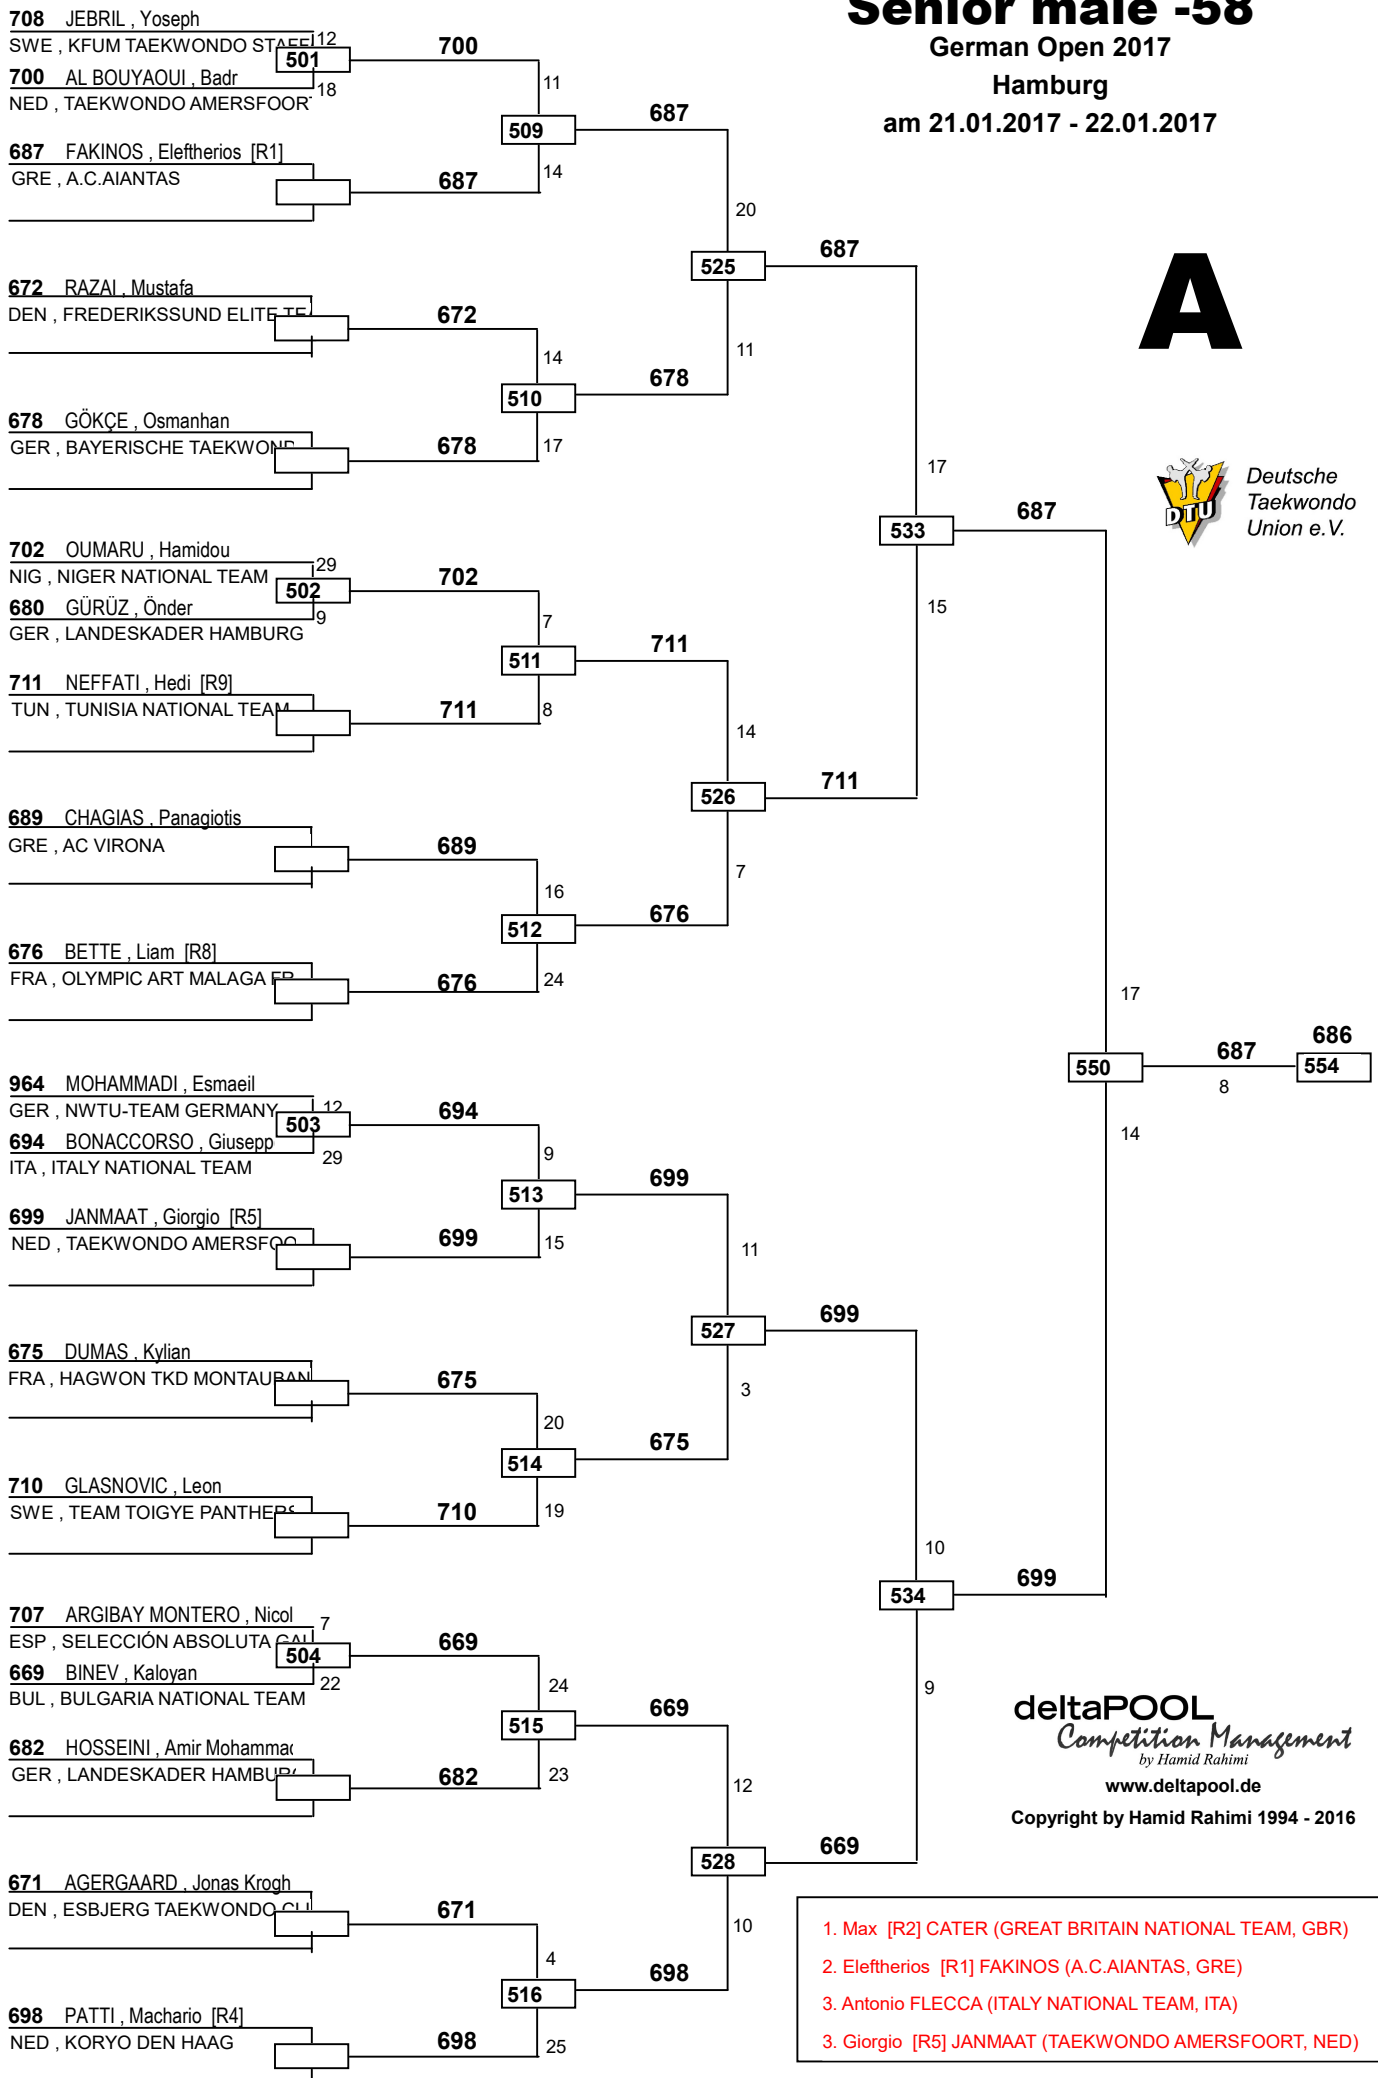 Senior male -58
German Open 2017
Hamburg
am 21.01.2017 - 22.01.2017
A
Deutsche
Taekwondo
Union e.V.
DTU
708 JEBRIL , Yoseph
12
SWE , KFUM TAEKWONDO STAFF
501
700
700 AL BOUYAOUI , Badr
18
NED , TAEKWONDO AMERSFOORT
11
509
687
687 FAKINOS , Eleftherios [R1]
GRE , A.C.AIANTAS
687
14
20
525
687
672 RAZAI , Mustafa
DEN , FREDERIKSSUND ELITE TE
672
14
11
510
678
678 GÖKÇE , Osmanhan
GER , BAYERISCHE TAEKWOND
678
17
17
533
687
702 OUMARU , Hamidou
29
NIG , NIGER NATIONAL TEAM
502
702
680 GÜRÜZ , Önder
9
GER , LANDESKADER HAMBURG
7
15
511
711
711 NEFFATI , Hedi [R9]
TUN , TUNISIA NATIONAL TEAM
711
8
14
526
711
689 CHAGIAS , Panagiotis
GRE , AC VIRONA
689
7
16
512
676
676 BETTE , Liam [R8]
FRA , OLYMPIC ART MALAGA FR
676
24
17
550
687
8
686
554
14
964 MOHAMMADI , Esmaeil
12
GER , NWTU-TEAM GERMANY
503
694
694 BONACCORSO , Giusepp
29
ITA , ITALY NATIONAL TEAM
9
513
699
699 JANMAAT , Giorgio [R5]
NED , TAEKWONDO AMERSFOO
699
15
11
527
699
675 DUMAS , Kylian
FRA , HAGWON TKD MONTAUBAN
675
3
20
514
675
710 GLASNOVIC , Leon
SWE , TEAM TOIGYE PANTHERS
710
19
10
534
699
707 ARGIBAY MONTERO , Nicol
7
ESP , SELECCIÓN ABSOLUTA GAL
504
669
669 BINEV , Kaloyan
22
BUL , BULGARIA NATIONAL TEAM
24
9
515
669
682 HOSSEINI , Amir Mohammad
GER , LANDESKADER HAMBURG
682
23
12
528
669
671 AGERGAARD , Jonas Krogh
DEN , ESBJERG TAEKWONDO CLU
671
10
4
516
698
698 PATTI , Machario [R4]
NED , KORYO DEN HAAG
698
25
deltaPOOL
Competition Management
by Hamid Rahimi
www.deltapool.de
Copyright by Hamid Rahimi 1994 - 2016
1. Max [R2] CATER (GREAT BRITAIN NATIONAL TEAM, GBR)
2. Eleftherios [R1] FAKINOS (A.C.AIANTAS, GRE)
3. Antonio FLECCA (ITALY NATIONAL TEAM, ITA)
3. Giorgio [R5] JANMAAT (TAEKWONDO AMERSFOORT, NED)